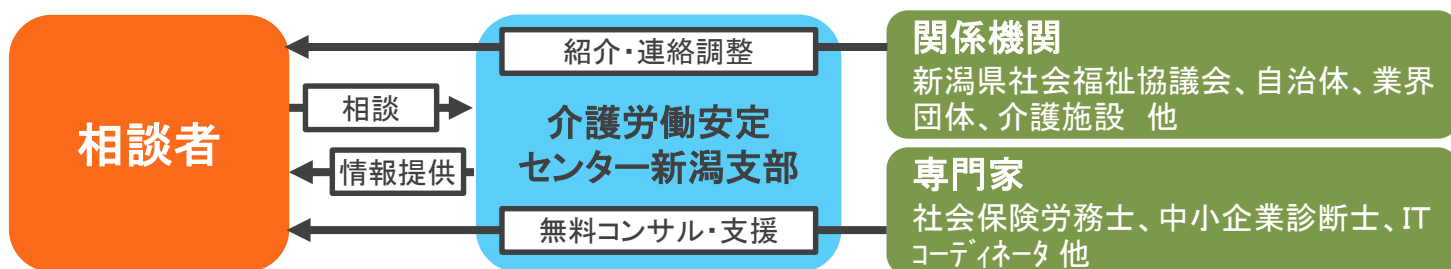 相談者
紹介・連絡調整
相談
情報提供
無料コンサル・支援
介護労働安定
センター新潟支部
関係機関
新潟県社会福祉協議会、自治体、業界
団体、介護施設　他
専門家
社会保険労務士、中小企業診断士、IT
コーディネータ 他